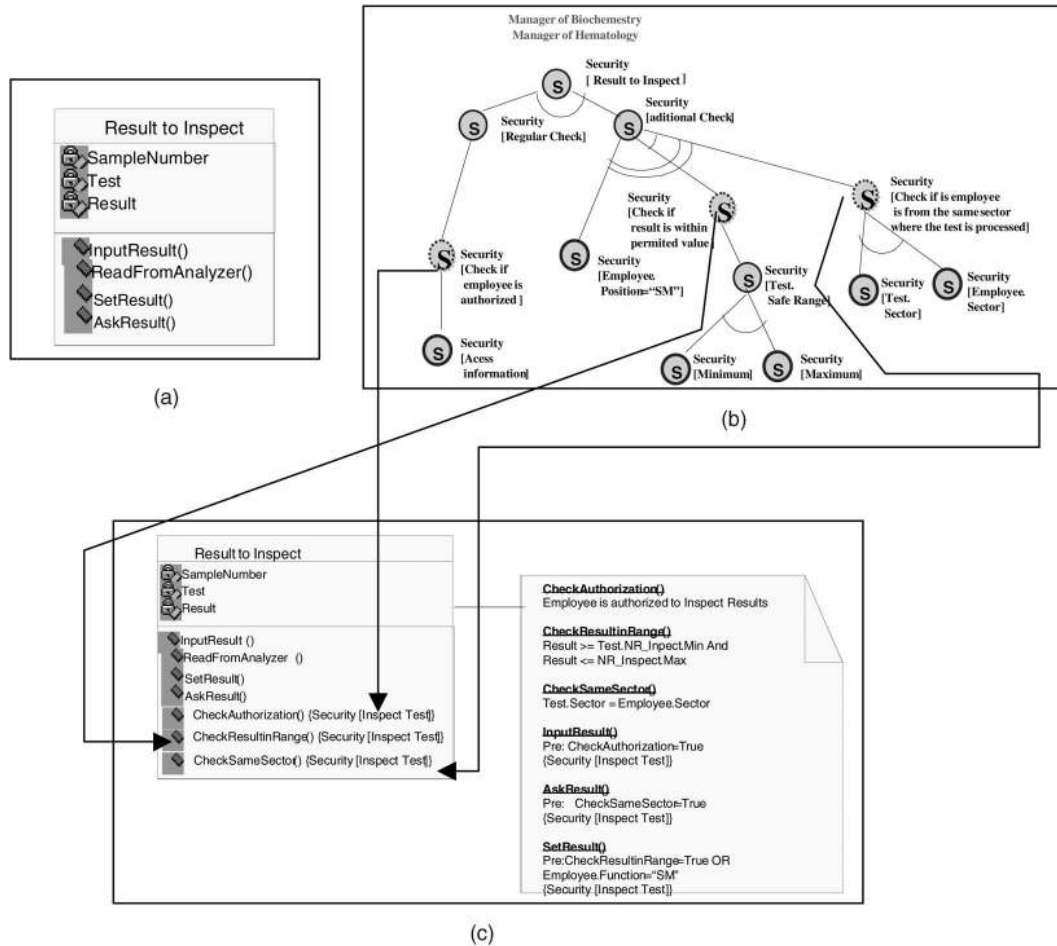 Result to Inspect
SampleNumber
Test
Result
InputResult()
ReadFromAnalyzer()
SetResult()
AskResult()
(a)
Manager of Biochemestry
Manager of Hematology
Security
[ Result to Inspect ]
S
Security
[Regular Check]
S
Security
[aditional Check]
S
Security
[Check if
employee is
authorized ]
S
Security
[Acess
information]
S
Security
[Employee.
Position="SM"]
S
Security
[Check if
result is within
permited value]
S
Security
[Test.
Safe Range]
S
Security
[Minimum]
S
Security
[Maximum]
S
Security
[Check if is employee
is from the same sector
where the test is processed]
S
Security
[Test.
Sector]
S
Security
[Employee.
Sector]
S
(b)
Result to Inspect
SampleNumber
Test
Result
InputResult ()
ReadFromAnalyzer ()
SetResult()
AskResult()
CheckAuthorization() {Security [Inspect Test]}
CheckResultinRange() {Security [Inspect Test]}
CheckSameSector() {Security [Inspect Test]}
CheckAuthorization()
Employee is authorized to Inspect Results
CheckResultinRange()
Result >= Test.NR_Inpect.Min And
Result <= NR_Inspect.Max
CheckSameSector()
Test.Sector = Employee.Sector
InputResult()
Pre: CheckAuthorization=True
{Security [Inspect Test]}
AskResult()
Pre: CheckSameSector=True
{Security [Inspect Test]}
SetResult()
Pre:CheckResultinRange=True OR
Employee.Function="SM"
{Security [Inspect Test]}
(c)